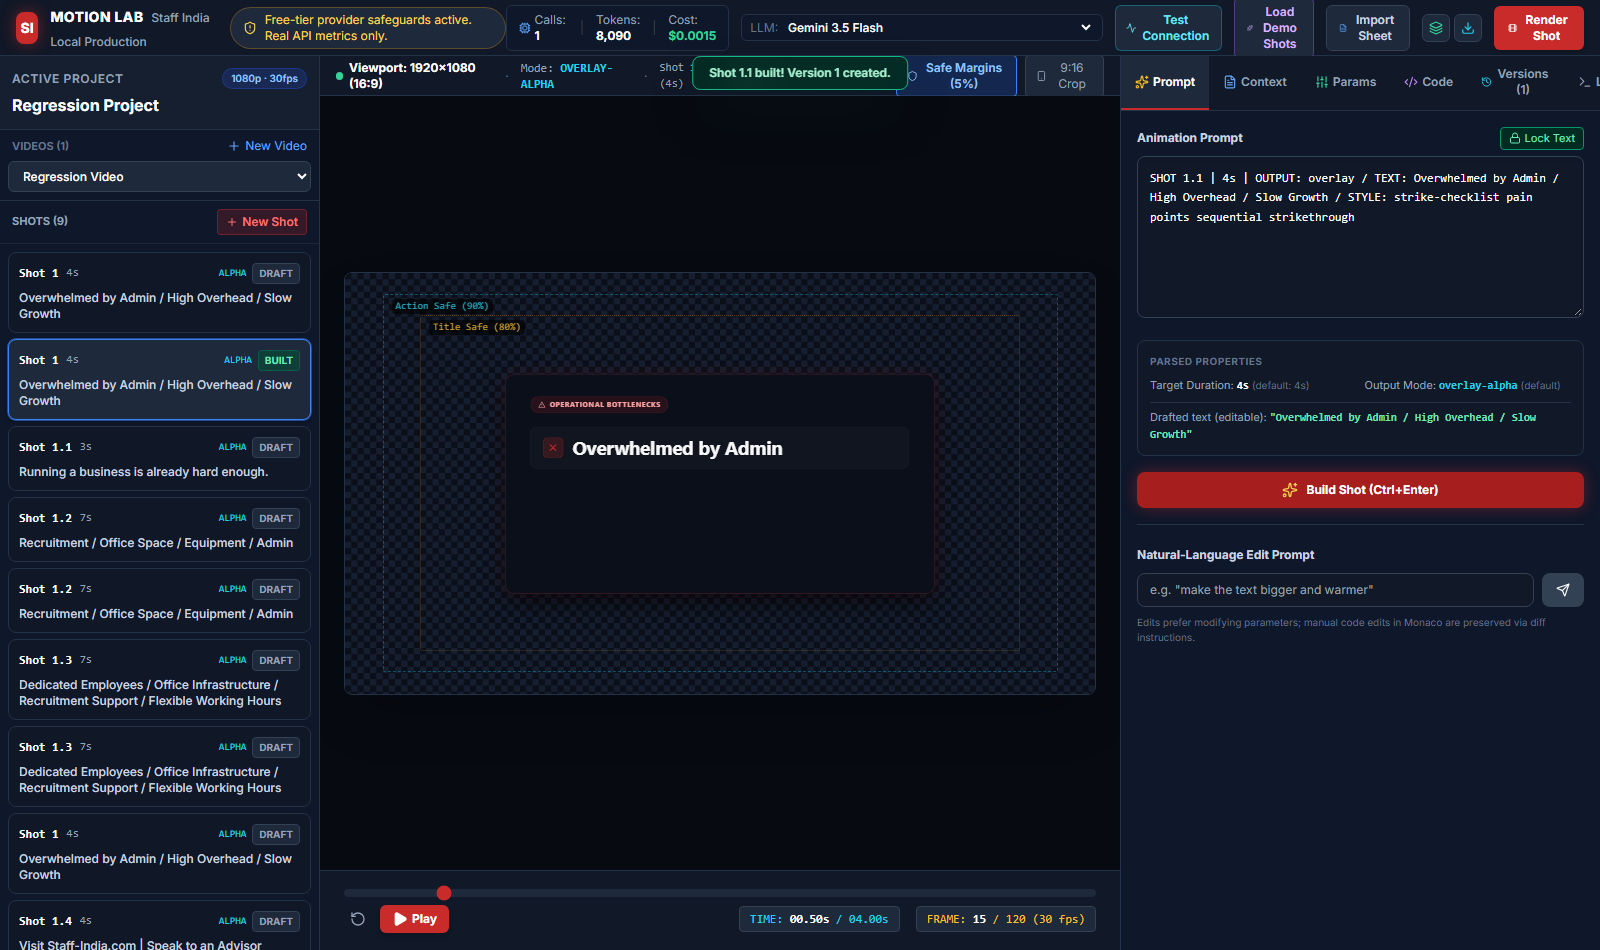 SI
MOTION LAB Staff India
Local Production
Free-tier provider safeguards active.
Real API metrics only.
Calls:
1
Tokens:
8,090
Cost:
$0.0015
LLM: Gemini 3.5 Flash
Test
Connection
Load
Demo
Shots
Import
Sheet
Render
Shot
ACTIVE PROJECT
1080p · 30fps
Regression Project
VIDEOS (1)
+ New Video
Regression Video
SHOTS (9)
+ New Shot
Shot 1 4s ALPHA DRAFT
Overwhelmed by Admin / High Overhead / Slow
Growth
Shot 1 4s ALPHA BUILT
Overwhelmed by Admin / High Overhead / Slow
Growth
Shot 1.1 3s ALPHA DRAFT
Running a business is already hard enough.
Shot 1.2 7s ALPHA DRAFT
Recruitment / Office Space / Equipment / Admin
Shot 1.2 7s ALPHA DRAFT
Recruitment / Office Space / Equipment / Admin
Shot 1.3 7s ALPHA DRAFT
Dedicated Employees / Office Infrastructure /
Recruitment Support / Flexible Working Hours
Shot 1.3 7s ALPHA DRAFT
Dedicated Employees / Office Infrastructure /
Recruitment Support / Flexible Working Hours
Shot 1 4s ALPHA DRAFT
Overwhelmed by Admin / High Overhead / Slow
Growth
Shot 1.4 4s ALPHA DRAFT
Visit Staff-India.com | Speak to an Advisor
Viewport: 1920×1080
(16:9)
·
Mode: OVERLAY-
ALPHA
·
Shot
(4s)
Shot 1.1 built! Version 1 created.
Safe Margins
(5%)
9:16
Crop
Action Safe (90%)
Title Safe (80%)
OPERATIONAL BOTTLENECKS
Overwhelmed by Admin
Play
TIME: 00.50s / 04.00s
FRAME: 15 / 120 (30 fps)
Prompt
Context
Params
Code
Versions
(1)
Animation Prompt
Lock Text
SHOT 1.1 | 4s | OUTPUT: overlay / TEXT: Overwhelmed by Admin /
High Overhead / Slow Growth / STYLE: strike-checklist pain
points sequential strikethrough
PARSED PROPERTIES
Target Duration: 4s (default: 4s)
Output Mode: overlay-alpha (default)
Drafted text (editable): "Overwhelmed by Admin / High Overhead / Slow
Growth"
Build Shot (Ctrl+Enter)
Natural-Language Edit Prompt
e.g. "make the text bigger and warmer"
Edits prefer modifying parameters; manual code edits in Monaco are preserved via diff
instructions.